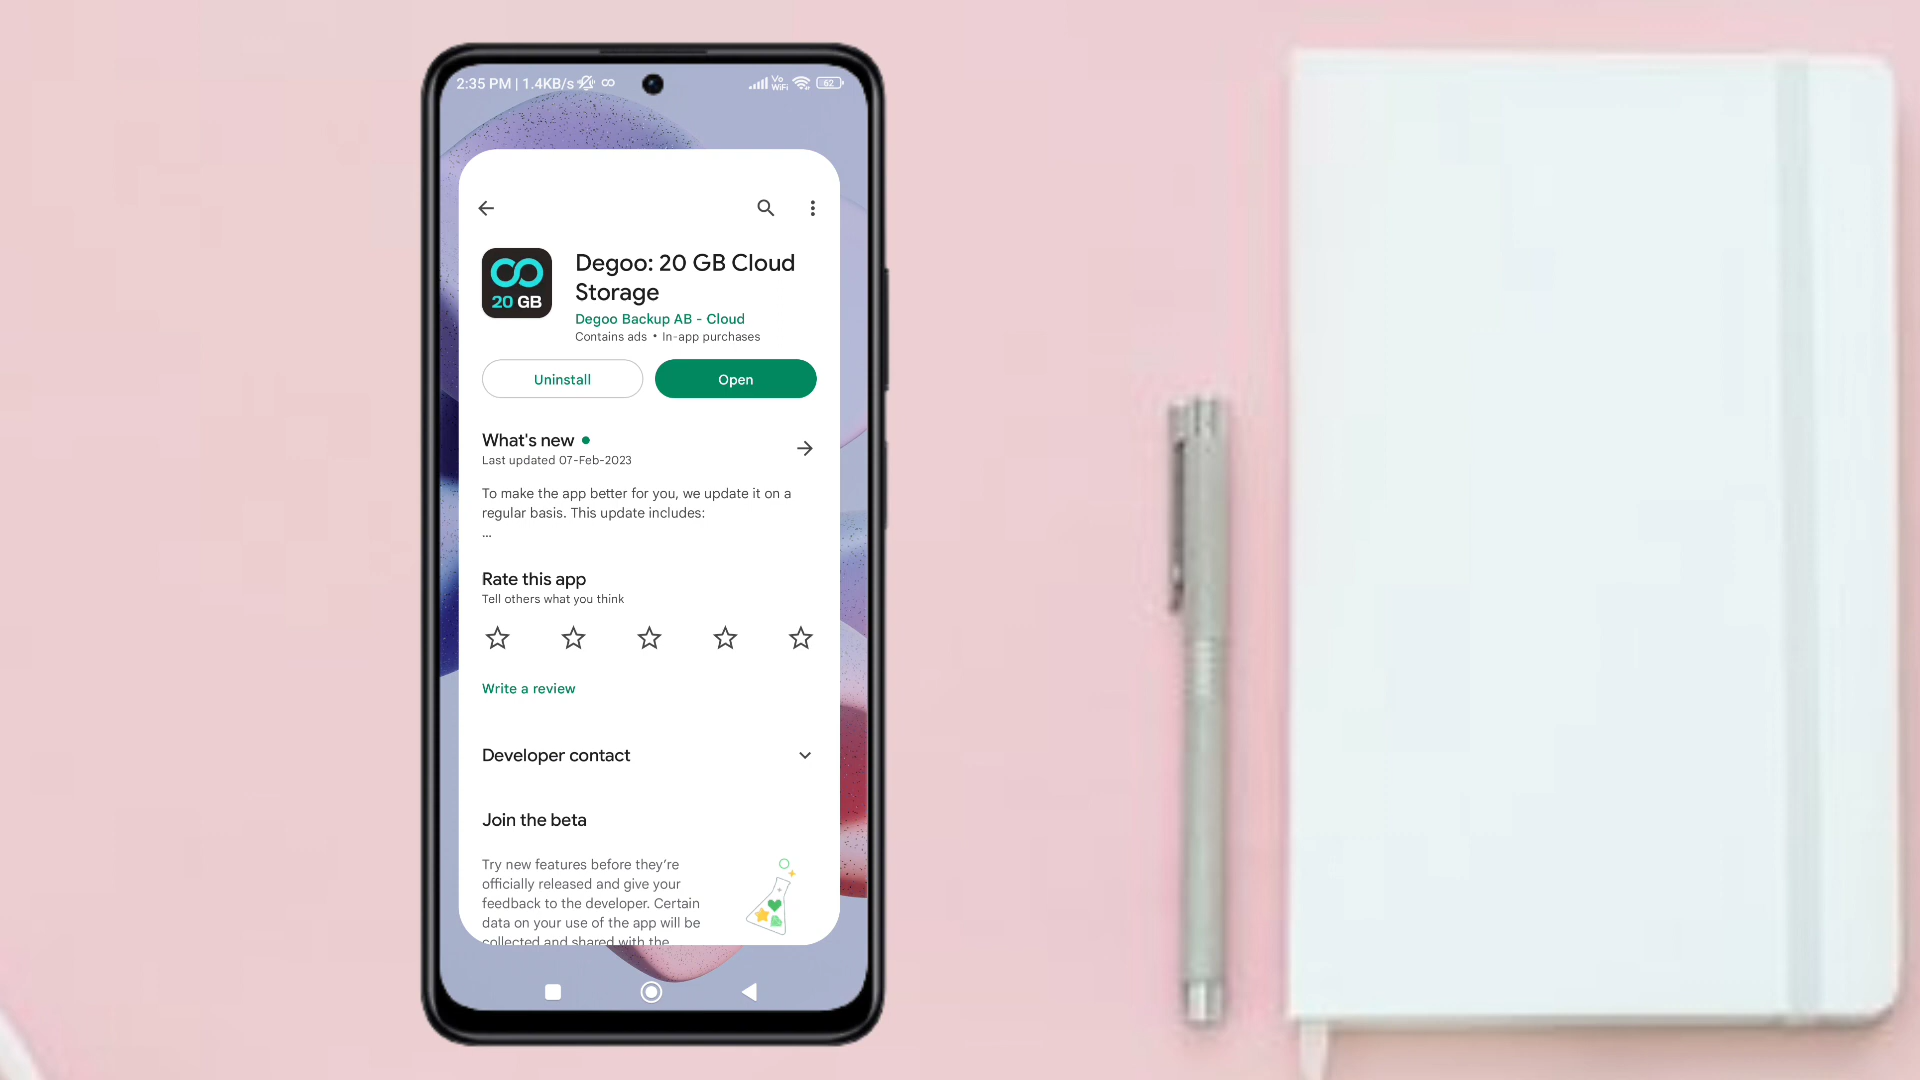 2:35 PM | 1.4KB/s
Vo
WiFi
62
20 GB
Degoo: 20 GB Cloud
Storage
Degoo Backup AB - Cloud
Contains ads • In-app purchases
Uninstall
Open
What's new
Last updated 07-Feb-2023
To make the app better for you, we update it on a
regular basis. This update includes:
...
Rate this app
Tell others what you think
Write a review
Developer contact
Join the beta
Try new features before they're
officially released and give your
feedback to the developer. Certain
data on your use of the app will be
collected and shared with the